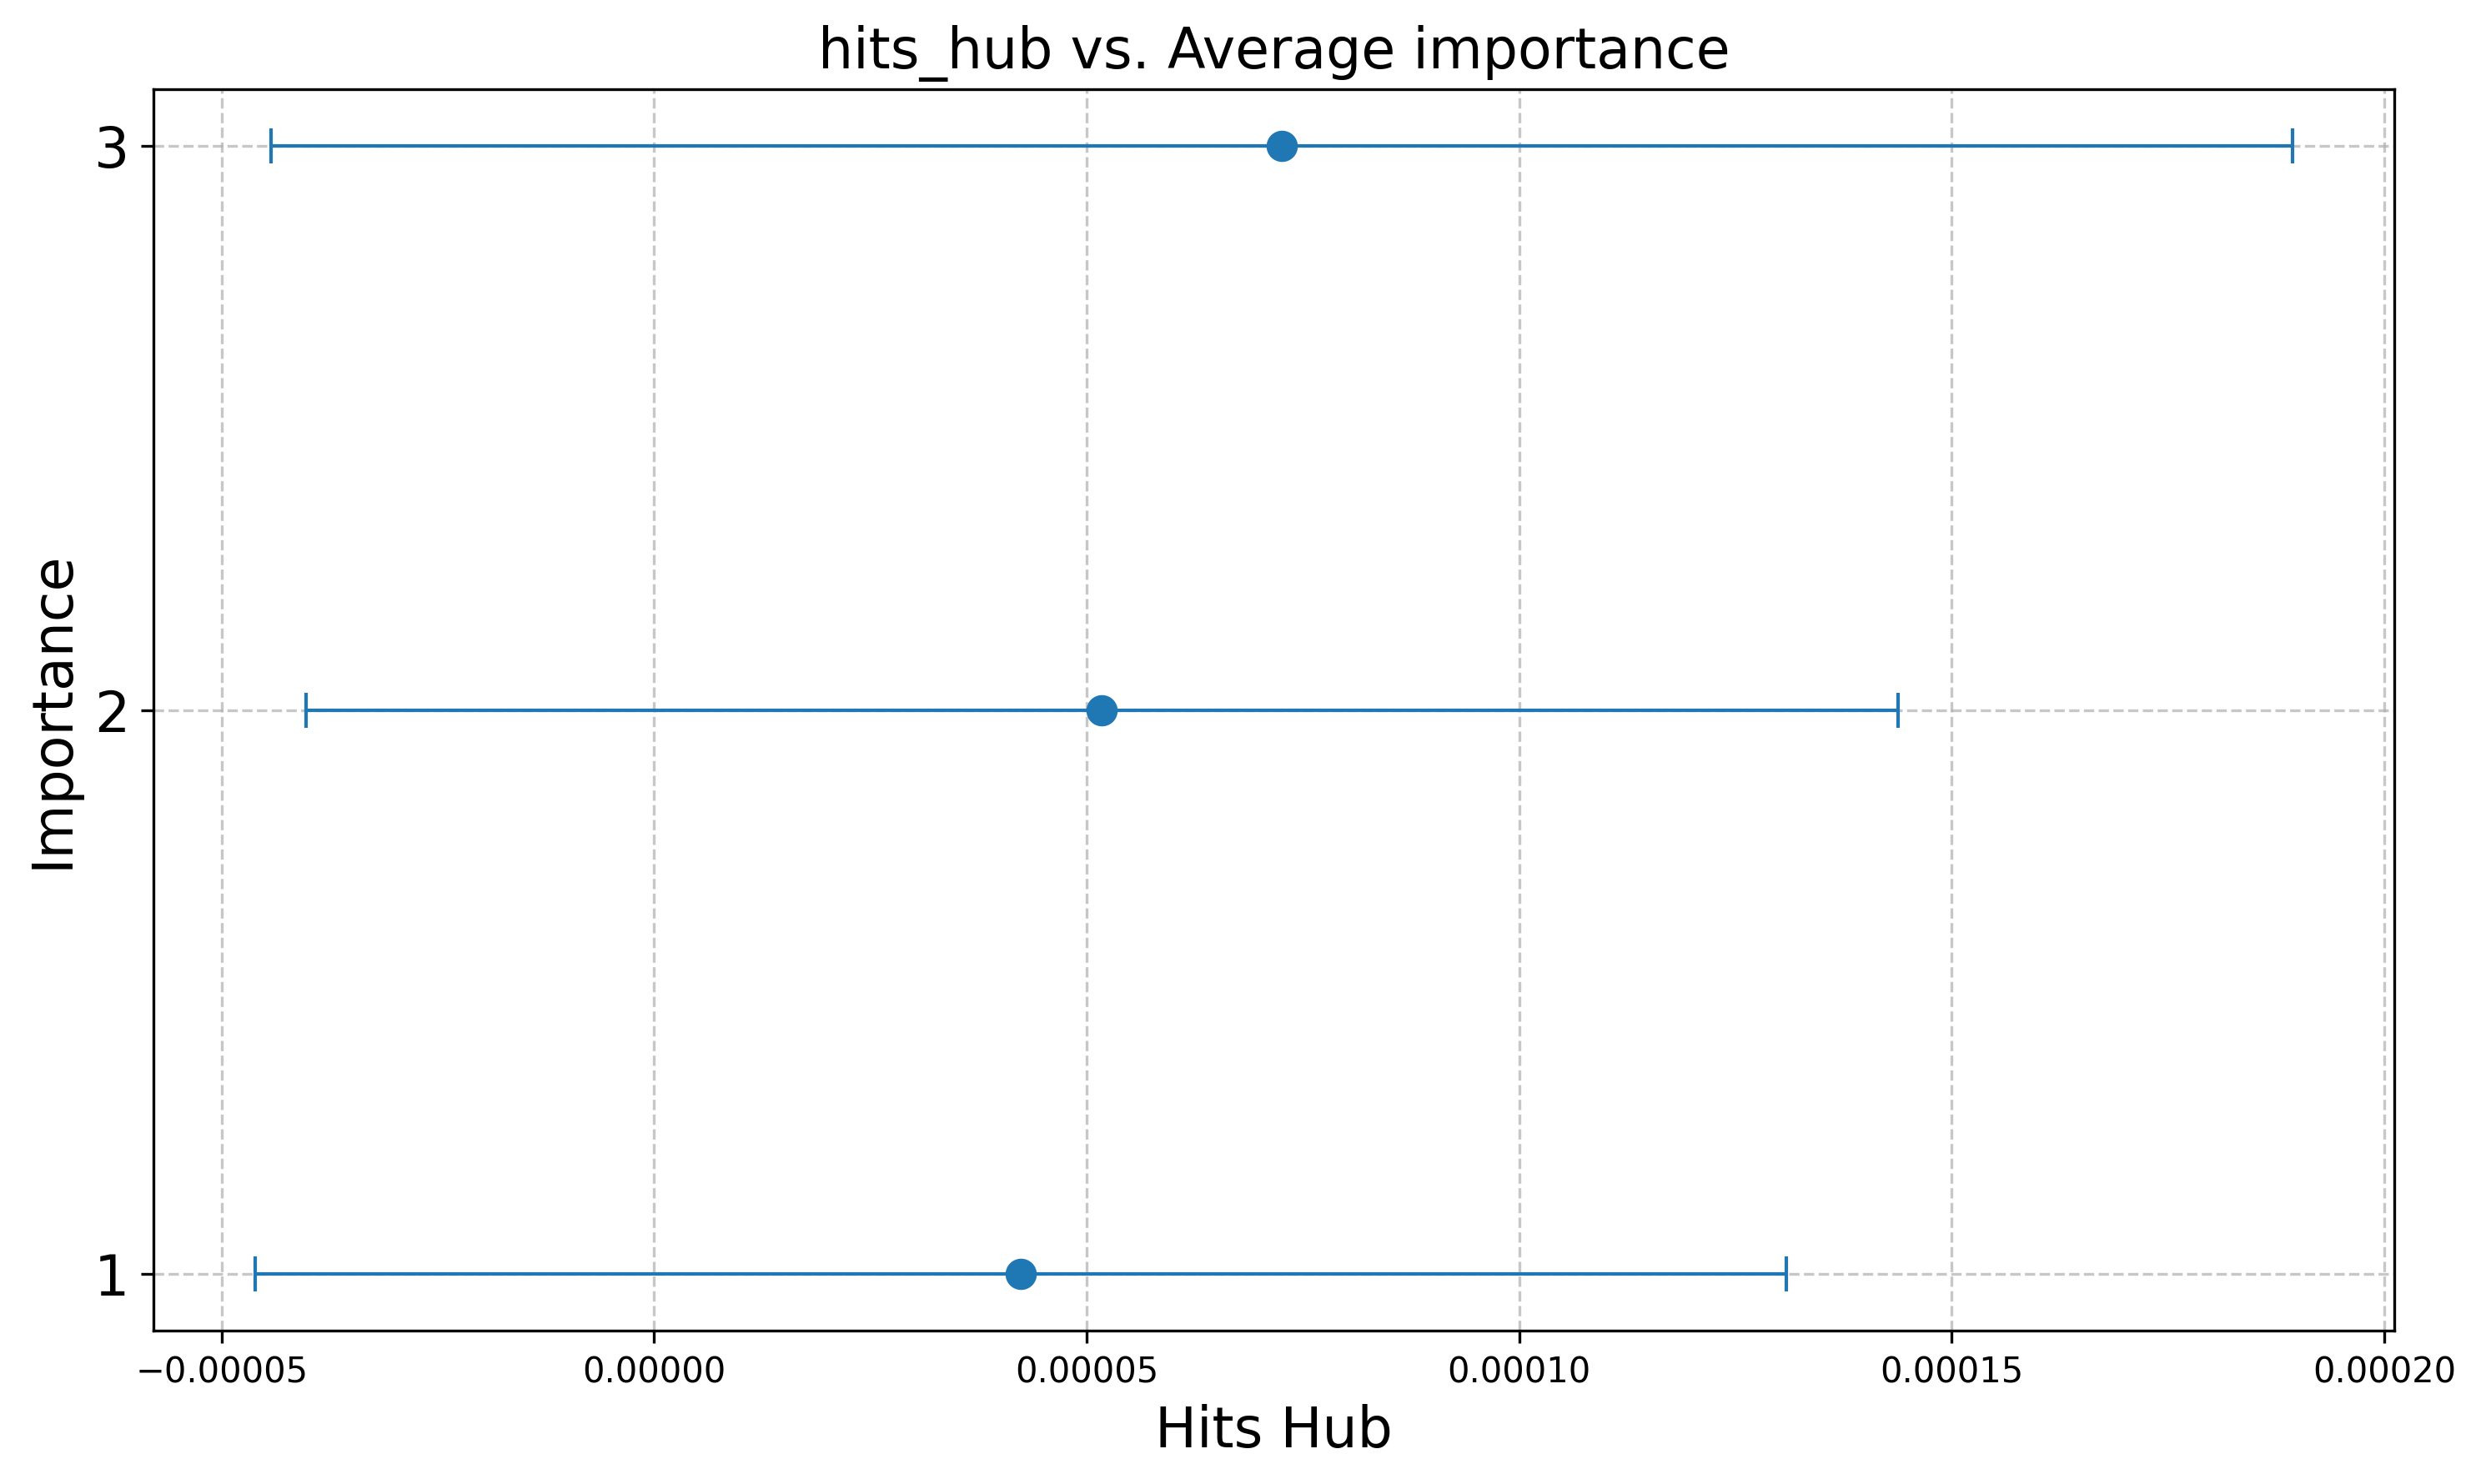 hits_hub vs. Average importance
3
2
1
Importance
−0.00005 0.00000 0.00005 0.00010 0.00015 0.00020
Hits Hub